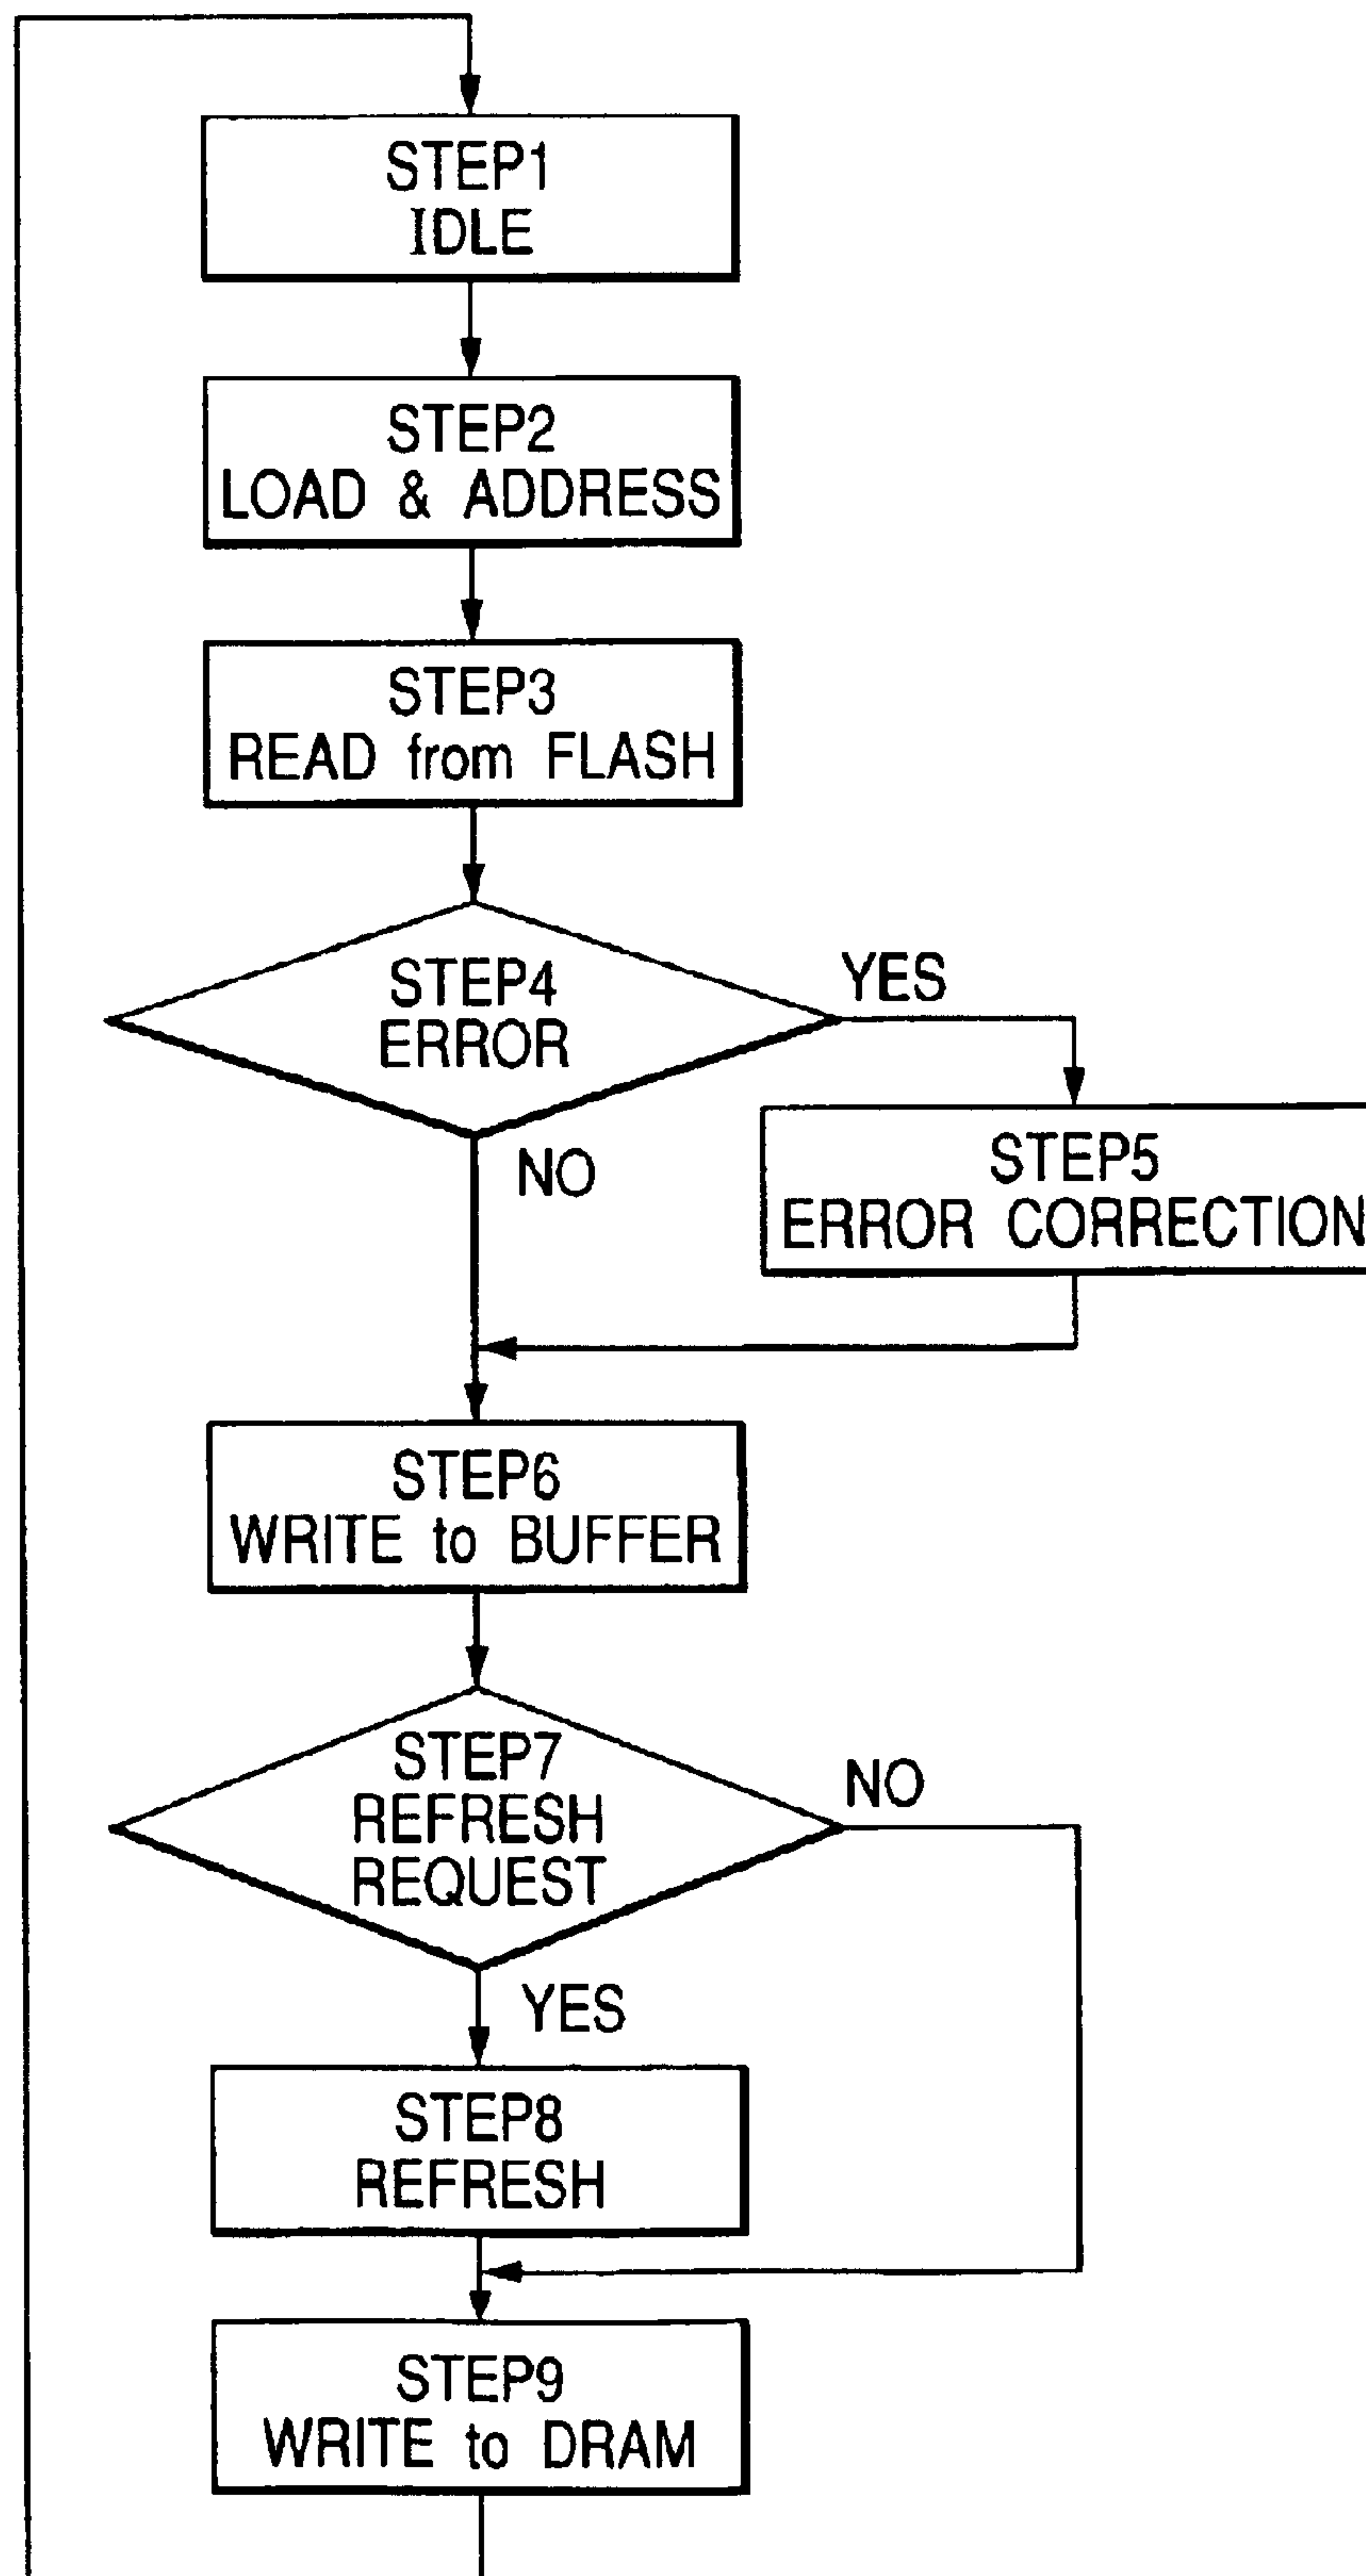 STEP1
IDLE
STEP2
LOAD & ADDRESS
STEP3
READ from FLASH
STEP4
ERROR
YES
NO
STEP5
ERROR CORRECTION
STEP6
WRITE to BUFFER
STEP7
REFRESH
REQUEST
NO
YES
STEP8
REFRESH
STEP9
WRITE to DRAM